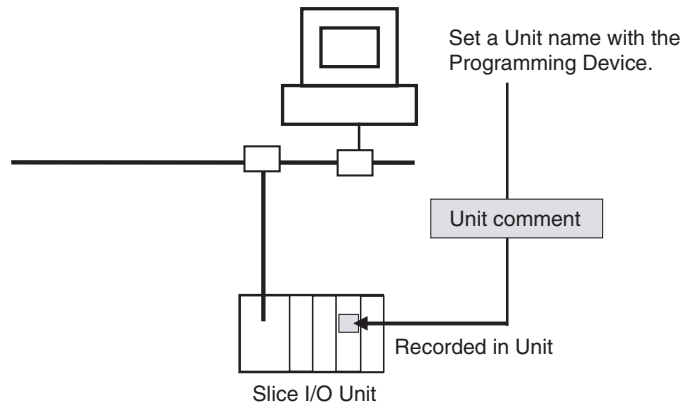 Set a Unit name with the
Programming Device.
Unit comment
Recorded in Unit
Slice I/O Unit